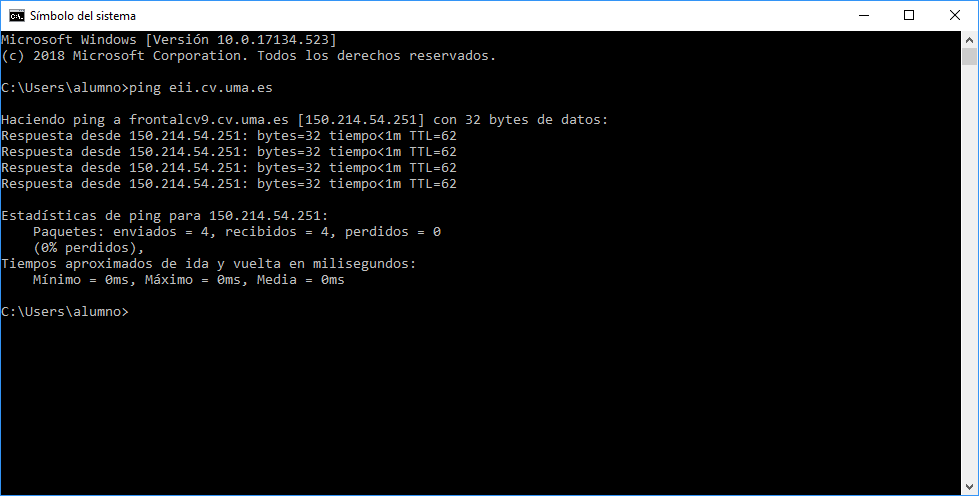 Símbolo del sistema
Microsoft Windows [Versión 10.0.17134.523]
(c) 2018 Microsoft Corporation. Todos los derechos reservados.
C:\Users\alumno>ping eii.cv.uma.es
Haciendo ping a frontalcv9.cv.uma.es [150.214.54.251] con 32 bytes de datos:
Respuesta desde 150.214.54.251: bytes=32 tiempo<1m TTL=62
Respuesta desde 150.214.54.251: bytes=32 tiempo<1m TTL=62
Respuesta desde 150.214.54.251: bytes=32 tiempo<1m TTL=62
Respuesta desde 150.214.54.251: bytes=32 tiempo<1m TTL=62
Estadísticas de ping para 150.214.54.251:
    Paquetes: enviados = 4, recibidos = 4, perdidos = 0
    (0% perdidos),
Tiempos aproximados de ida y vuelta en milisegundos:
    Mínimo = 0ms, Máximo = 0ms, Media = 0ms
C:\Users\alumno>